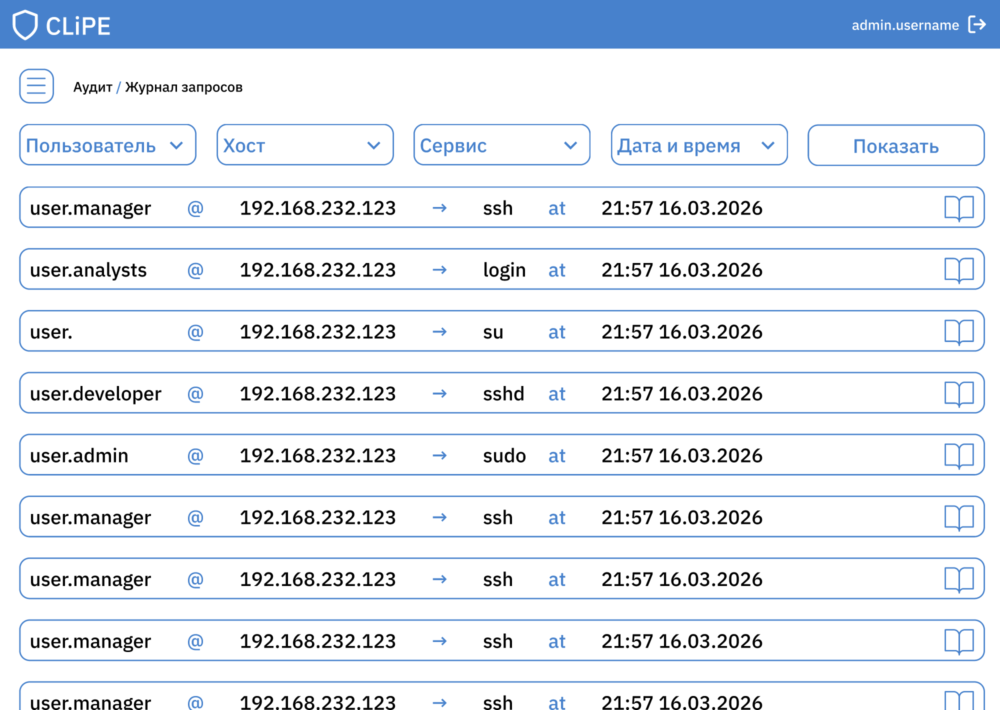 CLiPE
admin.username
Аудит / Журнал запросов
Пользователь Хост Сервис Дата и время Показать
user.manager @ 192.168.232.123 → ssh at 21:57 16.03.2026
user.analysts @ 192.168.232.123 → login at 21:57 16.03.2026
user. @ 192.168.232.123 → su at 21:57 16.03.2026
user.developer @ 192.168.232.123 → sshd at 21:57 16.03.2026
user.admin @ 192.168.232.123 → sudo at 21:57 16.03.2026
user.manager @ 192.168.232.123 → ssh at 21:57 16.03.2026
user.manager @ 192.168.232.123 → ssh at 21:57 16.03.2026
user.manager @ 192.168.232.123 → ssh at 21:57 16.03.2026
user.manager @ 192.168.232.123 → ssh at 21:57 16.03.2026